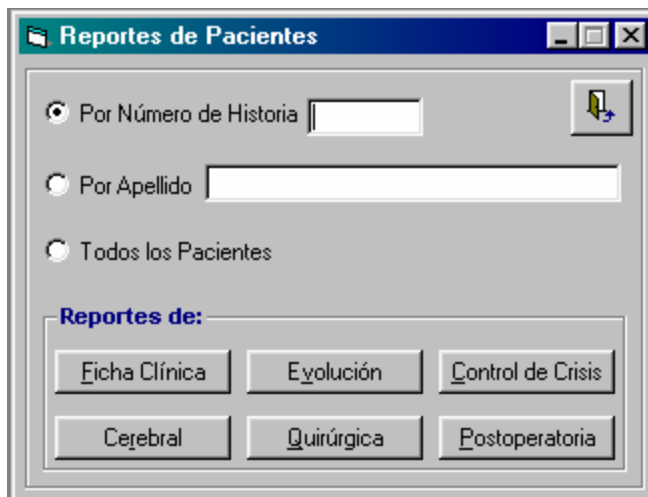 Reportes de Pacientes
Por Número de Historia
Por Apellido
Todos los Pacientes
Reportes de:
Ficha Clínica Evolución Control de Crisis
Cerebral Quirúrgica Postoperatoria